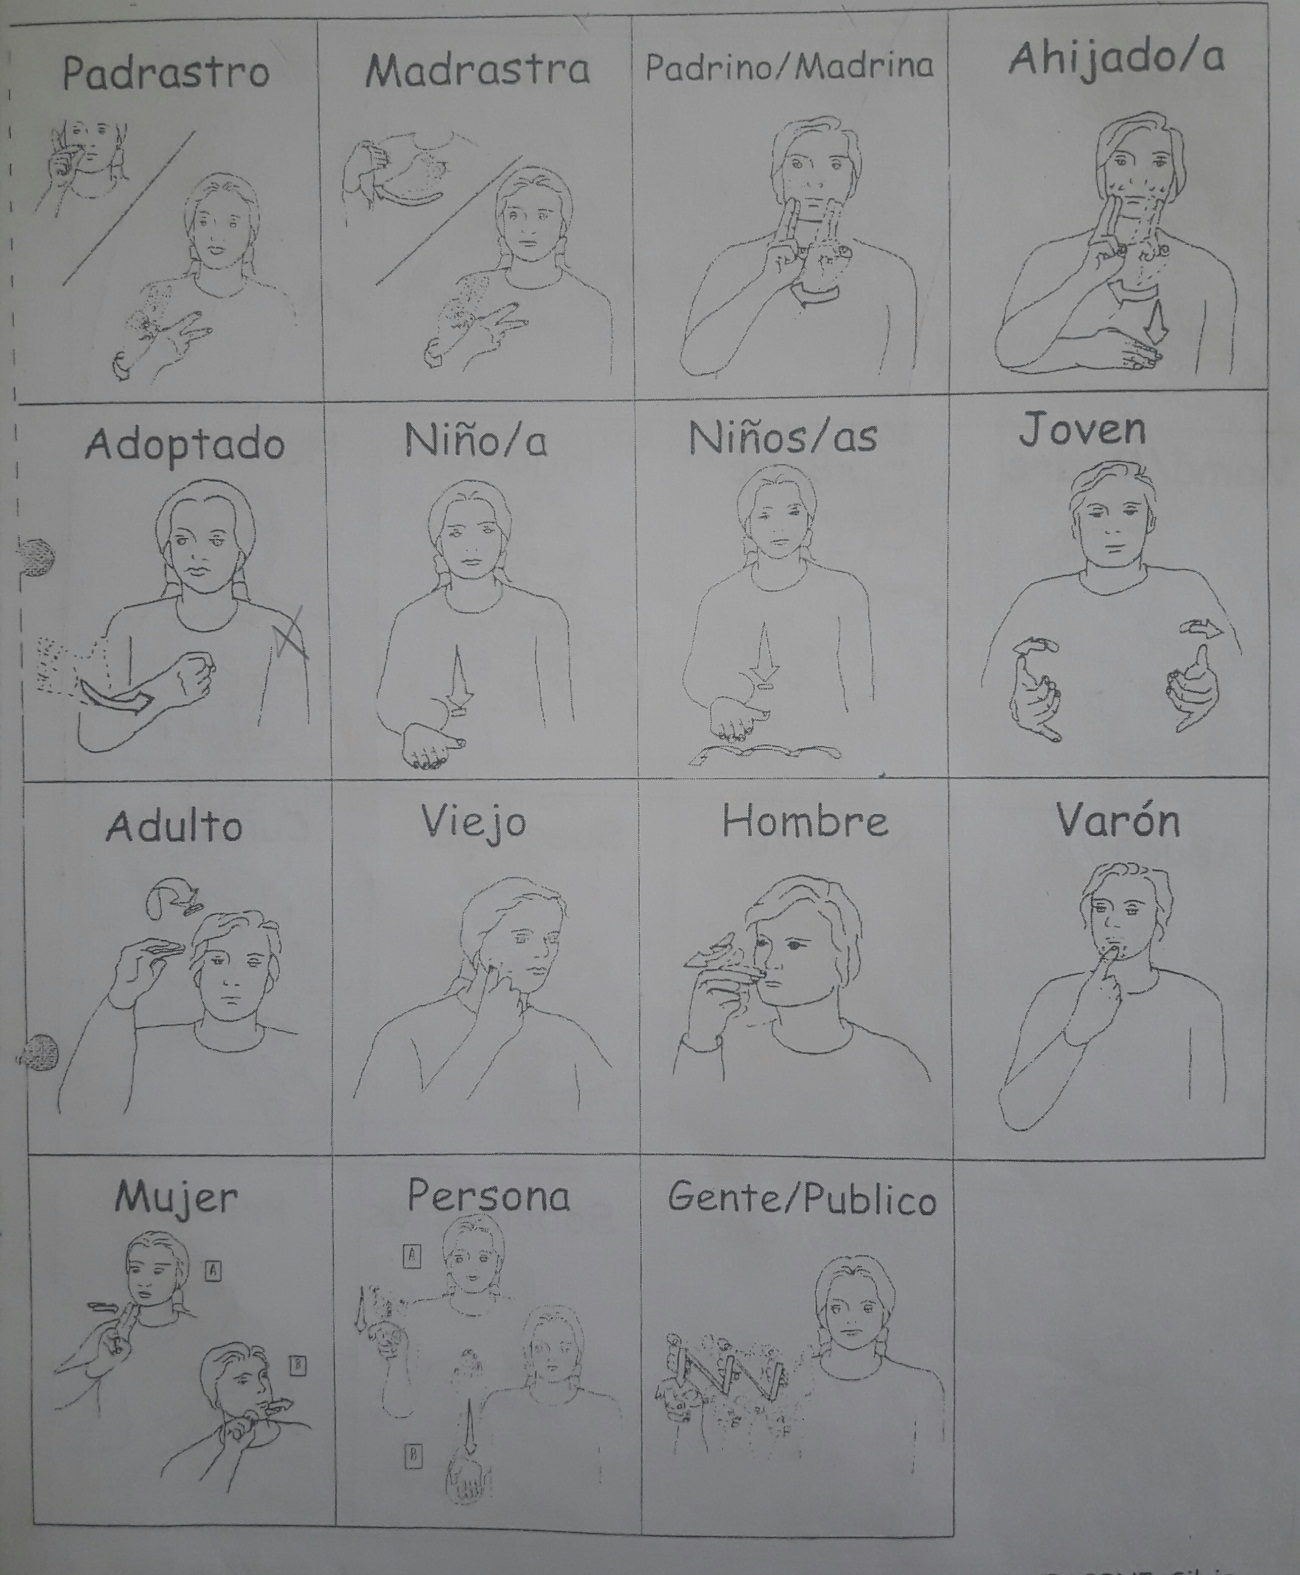 Padrastro
Madrastra
Padrino/Madrina
Ahijado/a
Adoptado
Niño/a
Niños/as
Joven
Adulto
Viejo
Hombre
Varón
Mujer
A
B
Persona
A
B
Gente/Publico